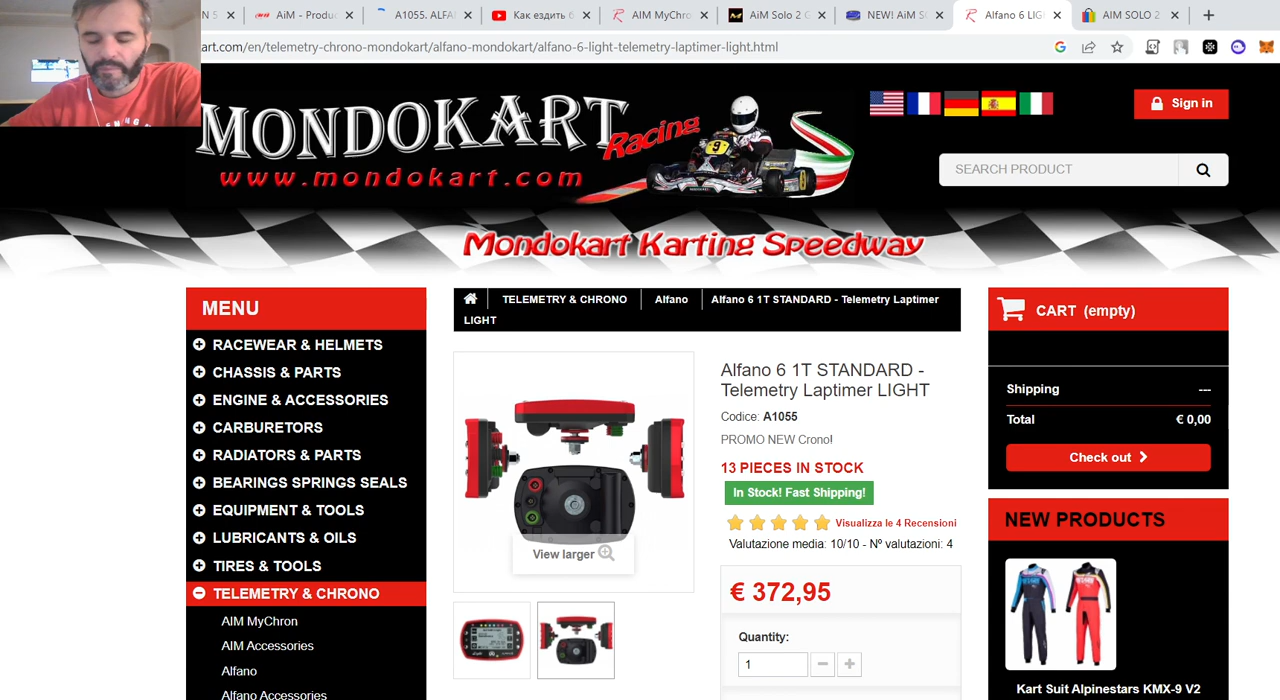 N 5
AiM - Produc
A1055. ALFA
Как ездить б
AIM MyChro
AiM Solo 2 G
NEW! AiM S
Alfano 6 LIG
AIM SOLO 2
art.com/en/telemetry-chrono-mondokart/alfano-mondokart/alfano-6-light-telemetry-laptimer-light.html
MONDOKART
Racing
www.mondokart.com
Sign in
SEARCH PRODUCT
Mondokart Karting Speedway
MENU
RACEWEAR & HELMETS
CHASSIS & PARTS
ENGINE & ACCESSORIES
CARBURETORS
RADIATORS & PARTS
BEARINGS SPRINGS SEALS
EQUIPMENT & TOOLS
LUBRICANTS & OILS
TIRES & TOOLS
TELEMETRY & CHRONO
AIM MyChron
AIM Accessories
Alfano
Alfano Accessories
TELEMETRY & CHRONO
Alfano
Alfano 6 1T STANDARD - Telemetry Laptimer
LIGHT
View larger
Alfano 6 1T STANDARD -
Telemetry Laptimer LIGHT
Codice: A1055
PROMO NEW Crono!
13 PIECES IN STOCK
In Stock! Fast Shipping!
Visualizza le 4 Recensioni
Valutazione media: 10/10 - Nº valutazioni: 4
€ 372,95
Quantity:
1
CART (empty)
Shipping ---
Total € 0,00
Check out
NEW PRODUCTS
Kart Suit Alpinestars KMX-9 V2